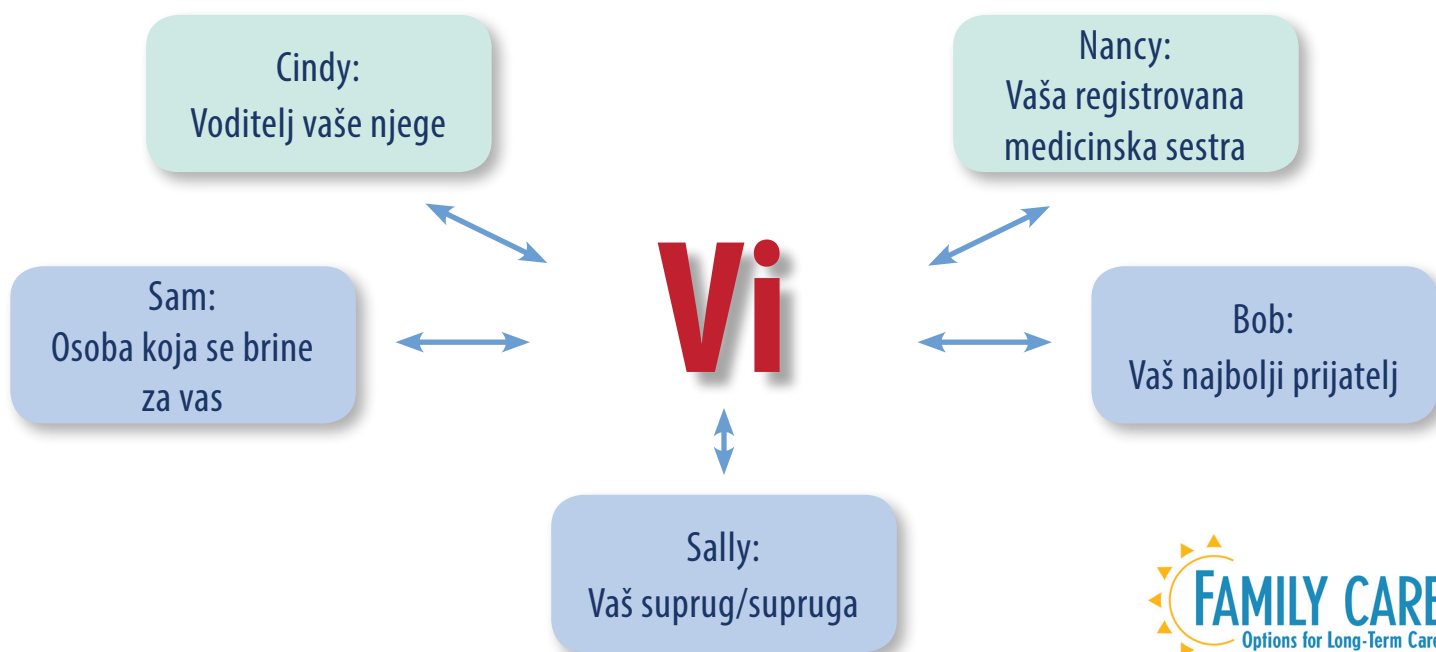 Cindy:
Voditelj vaše njege
Nancy:
Vaša registrovana
medicinska sestra
Vi
Sam:
Osoba koja se brine
za vas
Bob:
Vaš najbolji prijatelj
Sally:
Vaš suprug/supruga
FAMILY CARE
Options for Long-Term Care